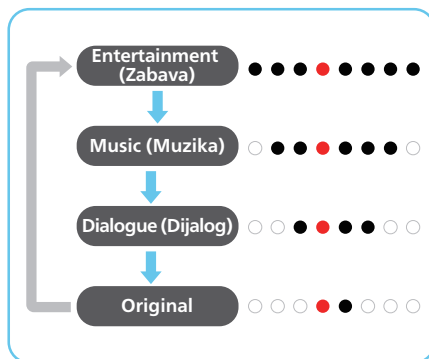 Entertainment
(Zabava)
Music (Muzika)
Dialogue (Dijalog)
Original